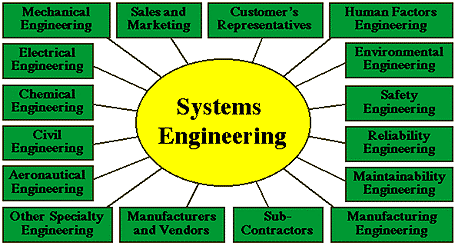 Mechanical
Engineering
Sales and
Marketing
Customer's
Representatives
Human Factors
Engineering
Electrical
Engineering
Environmental
Engineering
Chemical
Engineering
Systems
Engineering
Safety
Engineering
Civil
Engineering
Reliability
Engineering
Aeronautical
Engineering
Maintainability
Engineering
Other Specialty
Engineering
Manufacturers
and Vendors
Sub-
Contractors
Manufacturing
Engineering